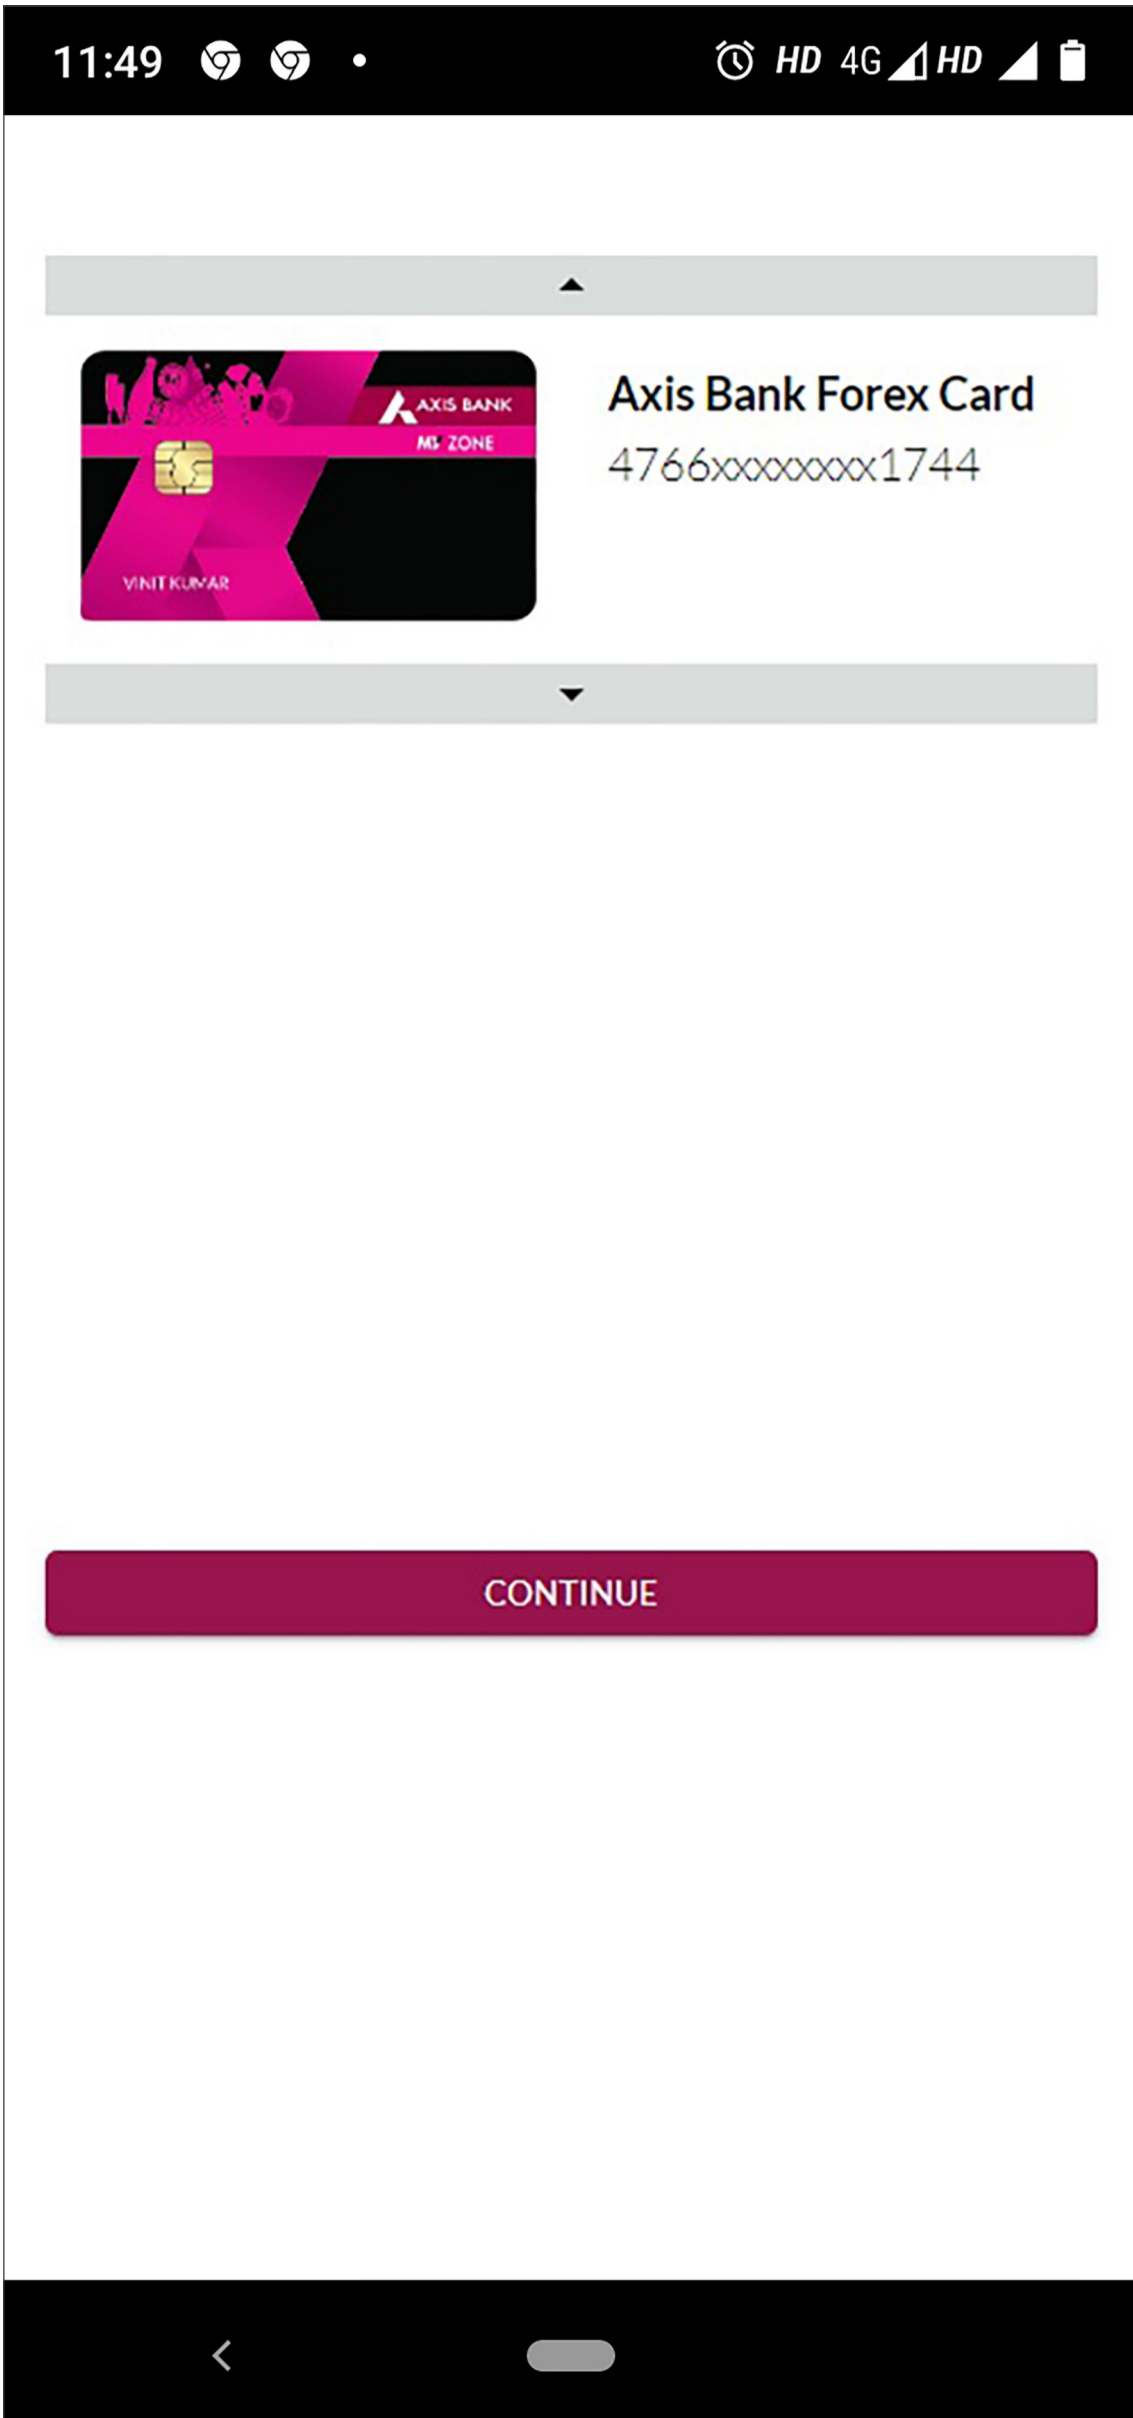 11:49 HD 4G HD
AXIS BANK
MY ZONE
VINIT KUMAR
Axis Bank Forex Card
4766xxxxxxxx1744
CONTINUE